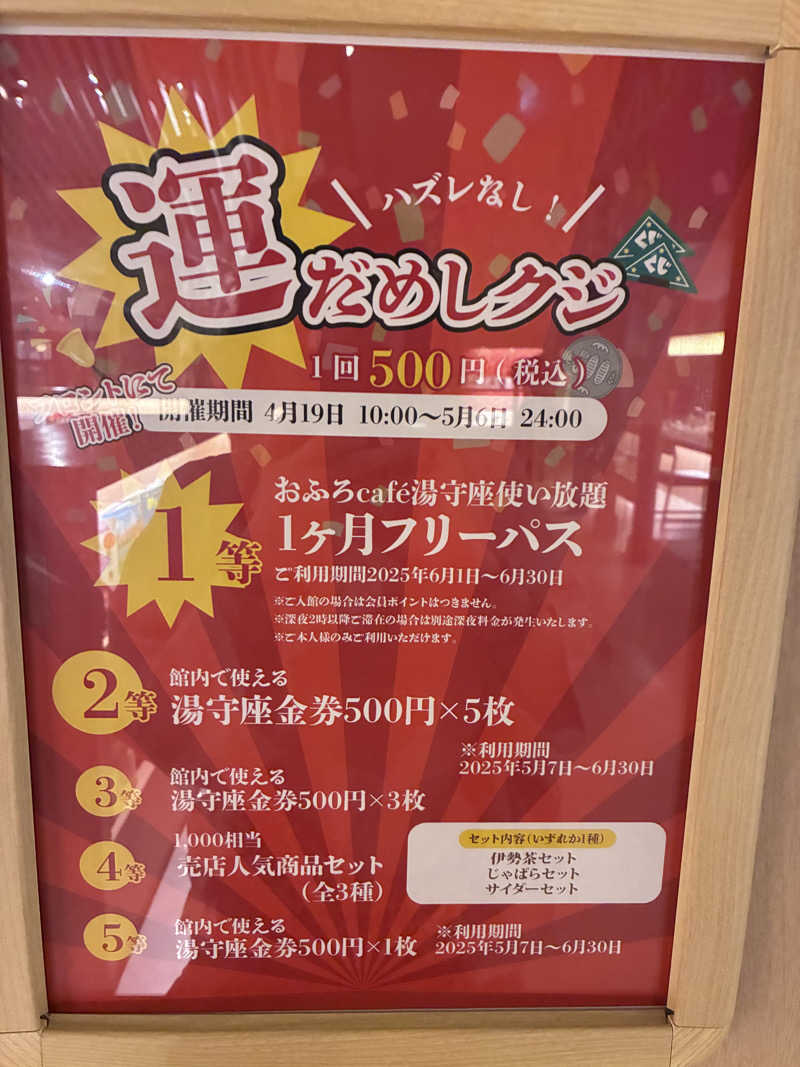 \ハズレなし!/
運だめしクジ
くじ
くじ
1回500円(税込)
フロントにて
開催!
開催期間 4月19日 10:00〜5月6日 24:00
1等
おふろcafé湯守座使い放題
1ヶ月フリーパス
ご利用期間2025年6月1日〜6月30日
※ご入館の場合は会員ポイントはつきません。
※深夜2時以降ご滞在の場合は別途深夜料金が発生いたします。
※ご本人様のみご利用いただけます。
2等
館内で使える
湯守座金券500円×5枚
※利用期間
2025年5月7日〜6月30日
3等
館内で使える
湯守座金券500円×3枚
4等
1,000相当
売店人気商品セット
(全3種)
セット内容(いずれか1種)
伊勢茶セット
じゃばらセット
サイダーセット
5等
館内で使える
湯守座金券500円×1枚
※利用期間
2025年5月7日〜6月30日